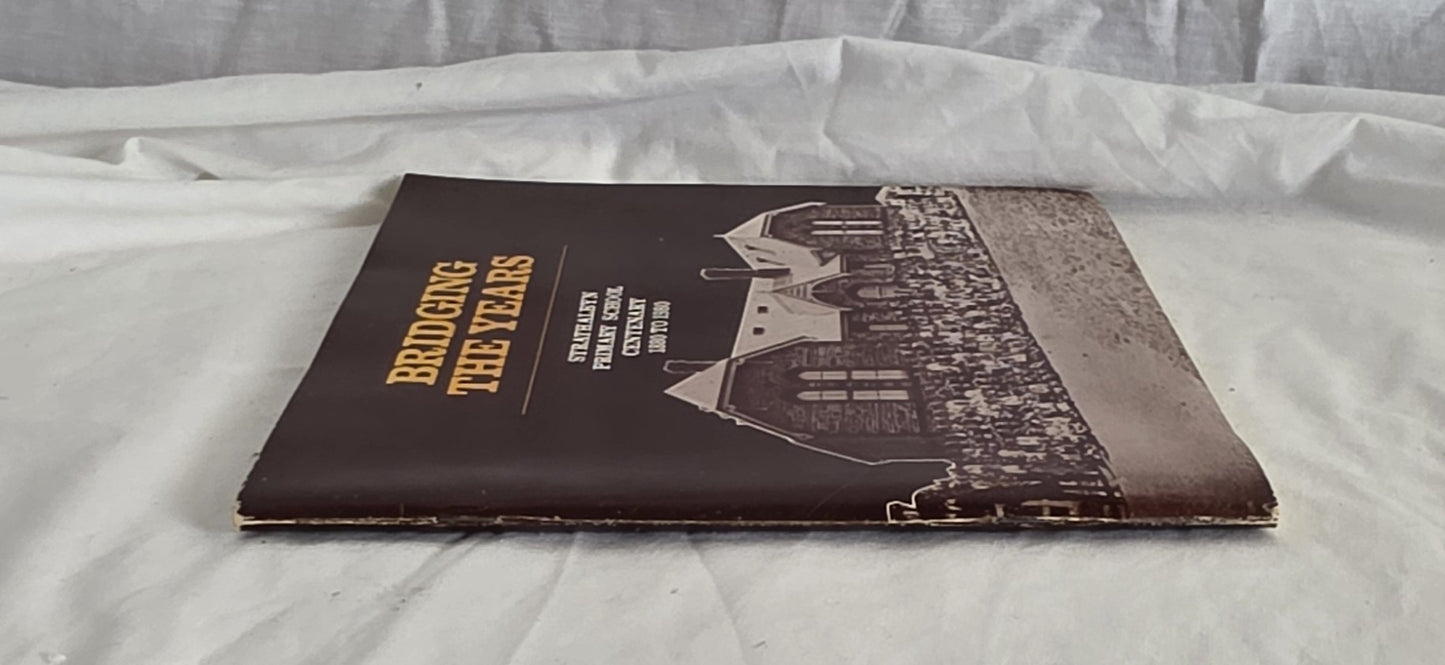 BRIDGING
THE YEARS
STRATHALBYN
PRIMARY SCHOOL
CENTENARY
1880 TO 1980